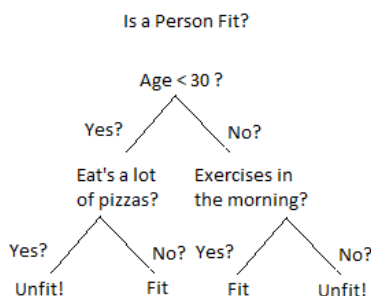 Is a Person Fit?
Age < 30 ?
Yes?
No?
Eat's a lot
of pizzas?
Exercises in
the morning?
Yes?
No?
Yes?
No?
Unfit!
Fit
Fit
Unfit!